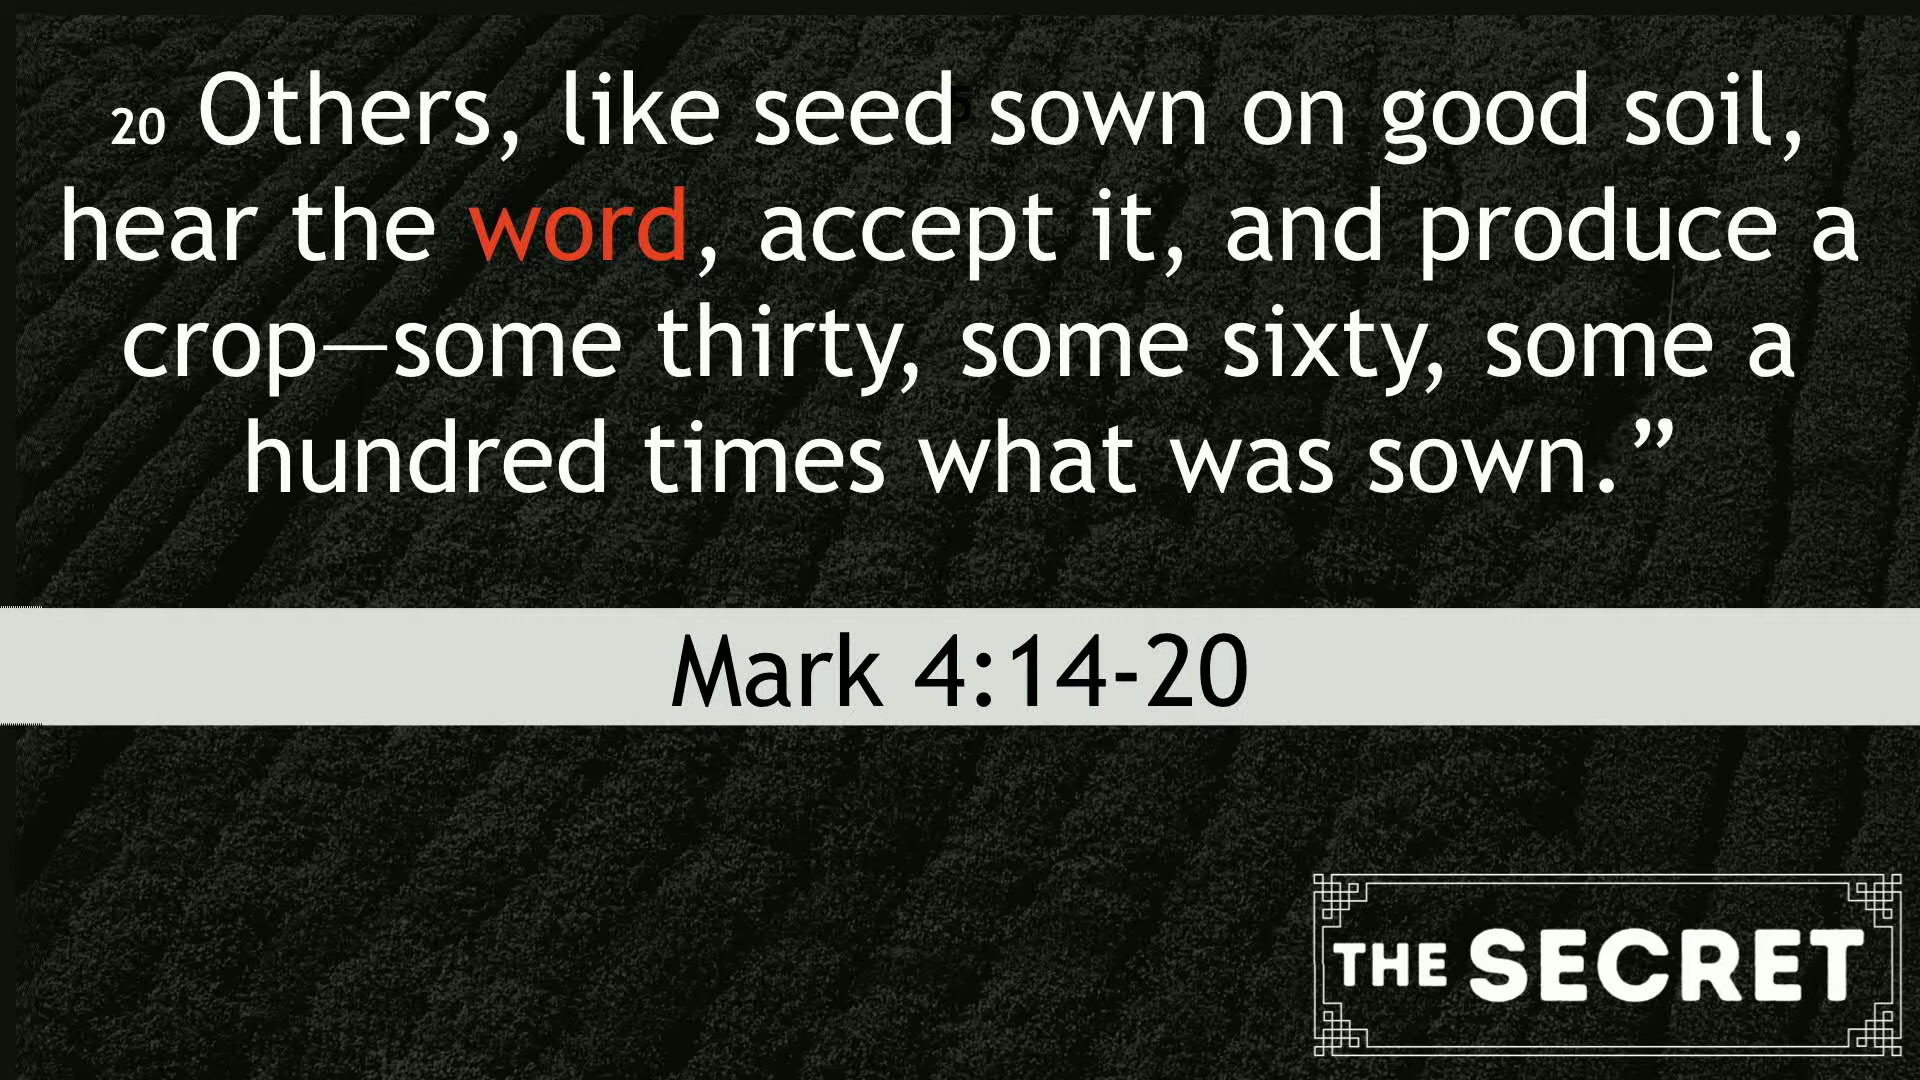 20 Others, like seed sown on good soil,
hear the word, accept it, and produce a
crop—some thirty, some sixty, some a
hundred times what was sown.”
Mark 4:14-20
THE SECRET